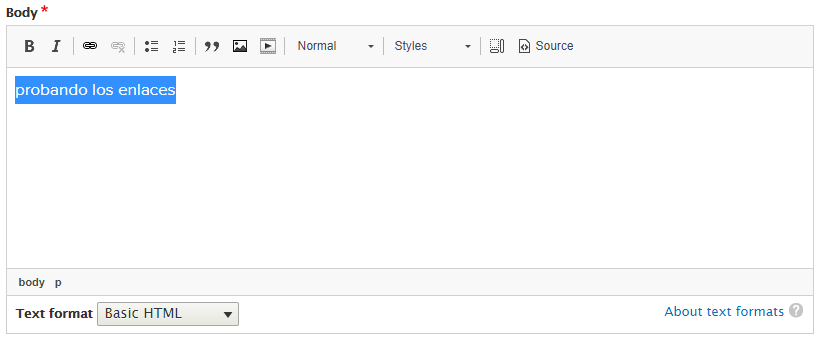 Body *
B I Normal Styles Source
probando los enlaces
body p
Text format Basic HTML About text formats ?